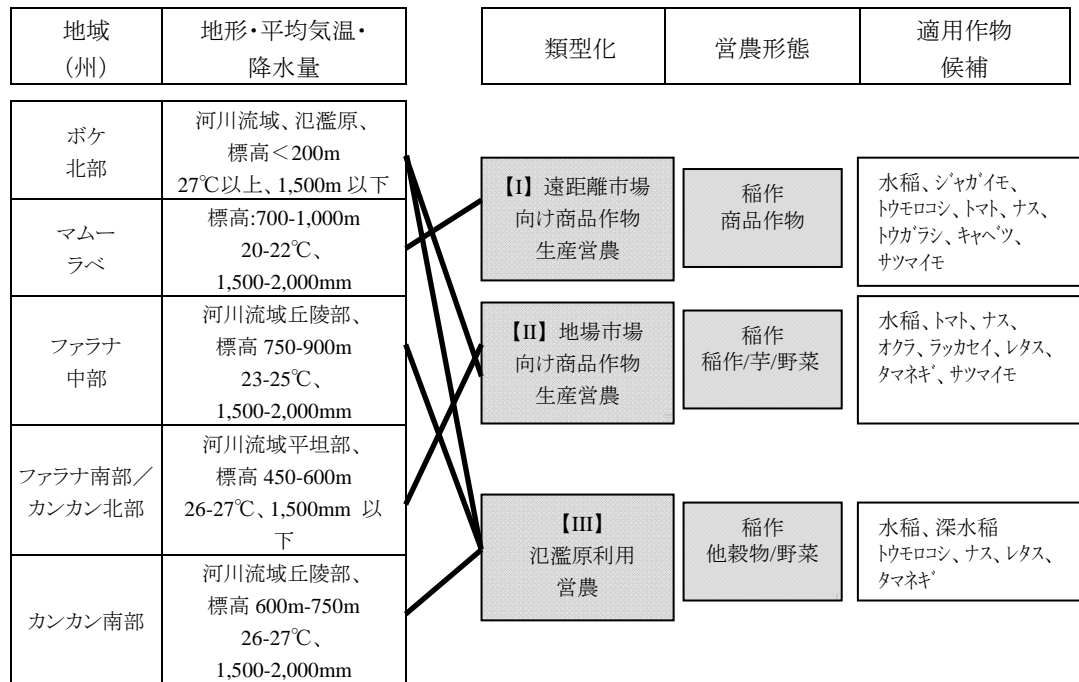 地域
(州)
地形・平均気温・
降水量
類型化
営農形態
適用作物
候補
ボケ
北部
河川流域、氾濫原、
標高＜200m
27℃以上、1,500m 以下
マムー
ラベ
標高:700-1,000m
20-22℃、
1,500-2,000mm
ファラナ
中部
河川流域丘陵部、
標高 750-900m
23-25℃、
1,500-2,000mm
ファラナ南部／
カンカン北部
河川流域平坦部、
標高 450-600m
26-27℃、1,500mm 以
下
カンカン南部
河川流域丘陵部、
標高 600m-750m
26-27℃、
1,500-2,000mm
【I】遠距離市場
向け商品作物
生産営農
稲作
商品作物
水稲、ジャガイモ、
トウモロコシ、トマト、ナス、
トウガラシ、キャベツ、
サツマイモ
【II】地場市場
向け商品作物
生産営農
稲作
稲作/芋/野菜
水稲、トマト、ナス、
オクラ、ラッカセイ、レタス、
タマネギ、サツマイモ
【III】
氾濫原利用
営農
稲作
他穀物/野菜
水稲、深水稲
トウモロコシ、ナス、レタス、
タマネギ